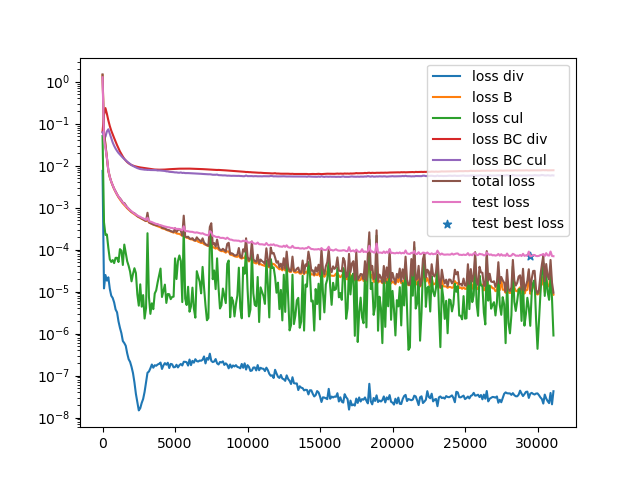 10⁰
10⁻¹
10⁻²
10⁻³
10⁻⁴
10⁻⁵
10⁻⁶
10⁻⁷
10⁻⁸
0 5000 10000 15000 20000 25000 30000
loss div
loss B
loss cul
loss BC div
loss BC cul
total loss
test loss
test best loss